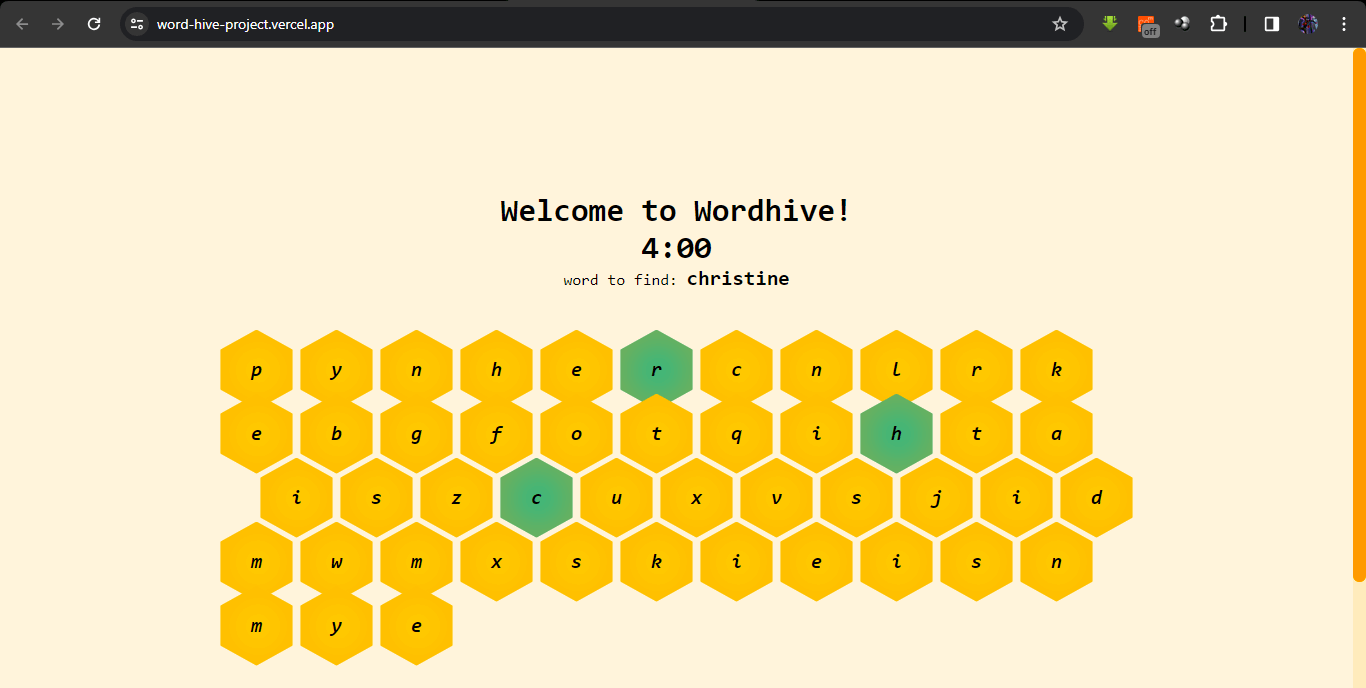 word-hive-project.vercel.app
off
Welcome to Wordhive!
4:00
word to find: christine
p y n h e r c n l r k
e b g f o t q i h t a
i s z c u x v s j i d
m w m x s k i e i s n
m y e